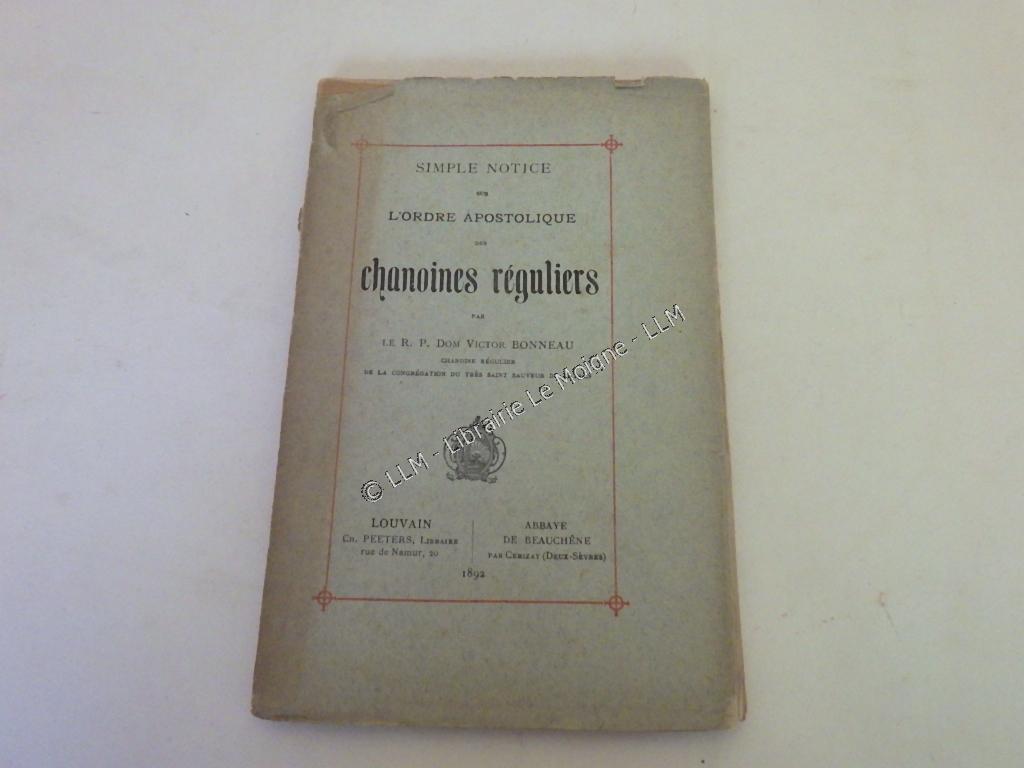 SIMPLE NOTICE
SUR
L'ORDRE APOSTOLIQUE
DES
chanoines réguliers
PAR
LE R. P. DOM VICTOR BONNEAU
CHANOINE RÉGULIER
DE LA CONGRÉGATION DU TRÈS SAINT SAUVEUR DE
© LLM - Librairie Le Moigne - LLM
LOUVAIN
CH. PEETERS, LIBRAIRE
rue de Namur, 20
ABBAYE
DE BEAUCHÊNE
PAR CERIZAY (DEUX-SÈVRES)
1892